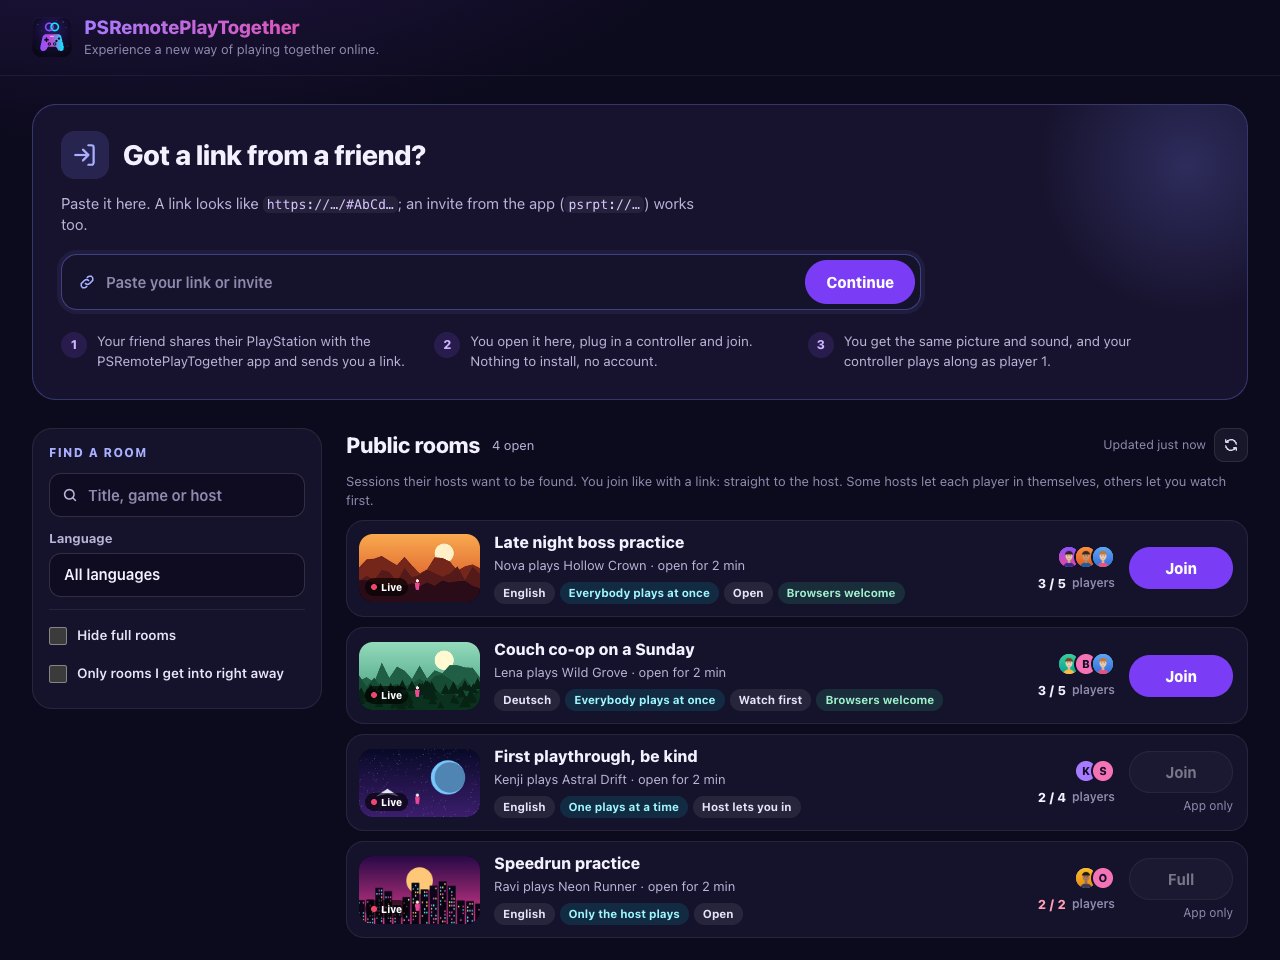 PSRemotePlayTogether
Experience a new way of playing together online.
Got a link from a friend?
Paste it here. A link looks like https://…/#AbCd… ; an invite from the app ( psrpt://… ) works
too.
Paste your link or invite
Continue
1
Your friend shares their PlayStation with the
PSRemotePlayTogether app and sends you a link.
2
You open it here, plug in a controller and join.
Nothing to install, no account.
3
You get the same picture and sound, and your
controller plays along as player 1.
FIND A ROOM
Title, game or host
Language
All languages
Hide full rooms
Only rooms I get into right away
Public rooms 4 open
Updated just now
Sessions their hosts want to be found. You join like with a link: straight to the host. Some hosts let each player in themselves, others let you watch
first.
Live
Late night boss practice
Nova plays Hollow Crown · open for 2 min
English Everybody plays at once Open Browsers welcome
3 / 5 players
Join
Live
Couch co-op on a Sunday
Lena plays Wild Grove · open for 2 min
Deutsch Everybody plays at once Watch first Browsers welcome
B
3 / 5 players
Join
Live
First playthrough, be kind
Kenji plays Astral Drift · open for 2 min
English One plays at a time Host lets you in
K S
2 / 4 players
Join
App only
Live
Speedrun practice
Ravi plays Neon Runner · open for 2 min
English Only the host plays Open
O
2 / 2 players
Full
App only